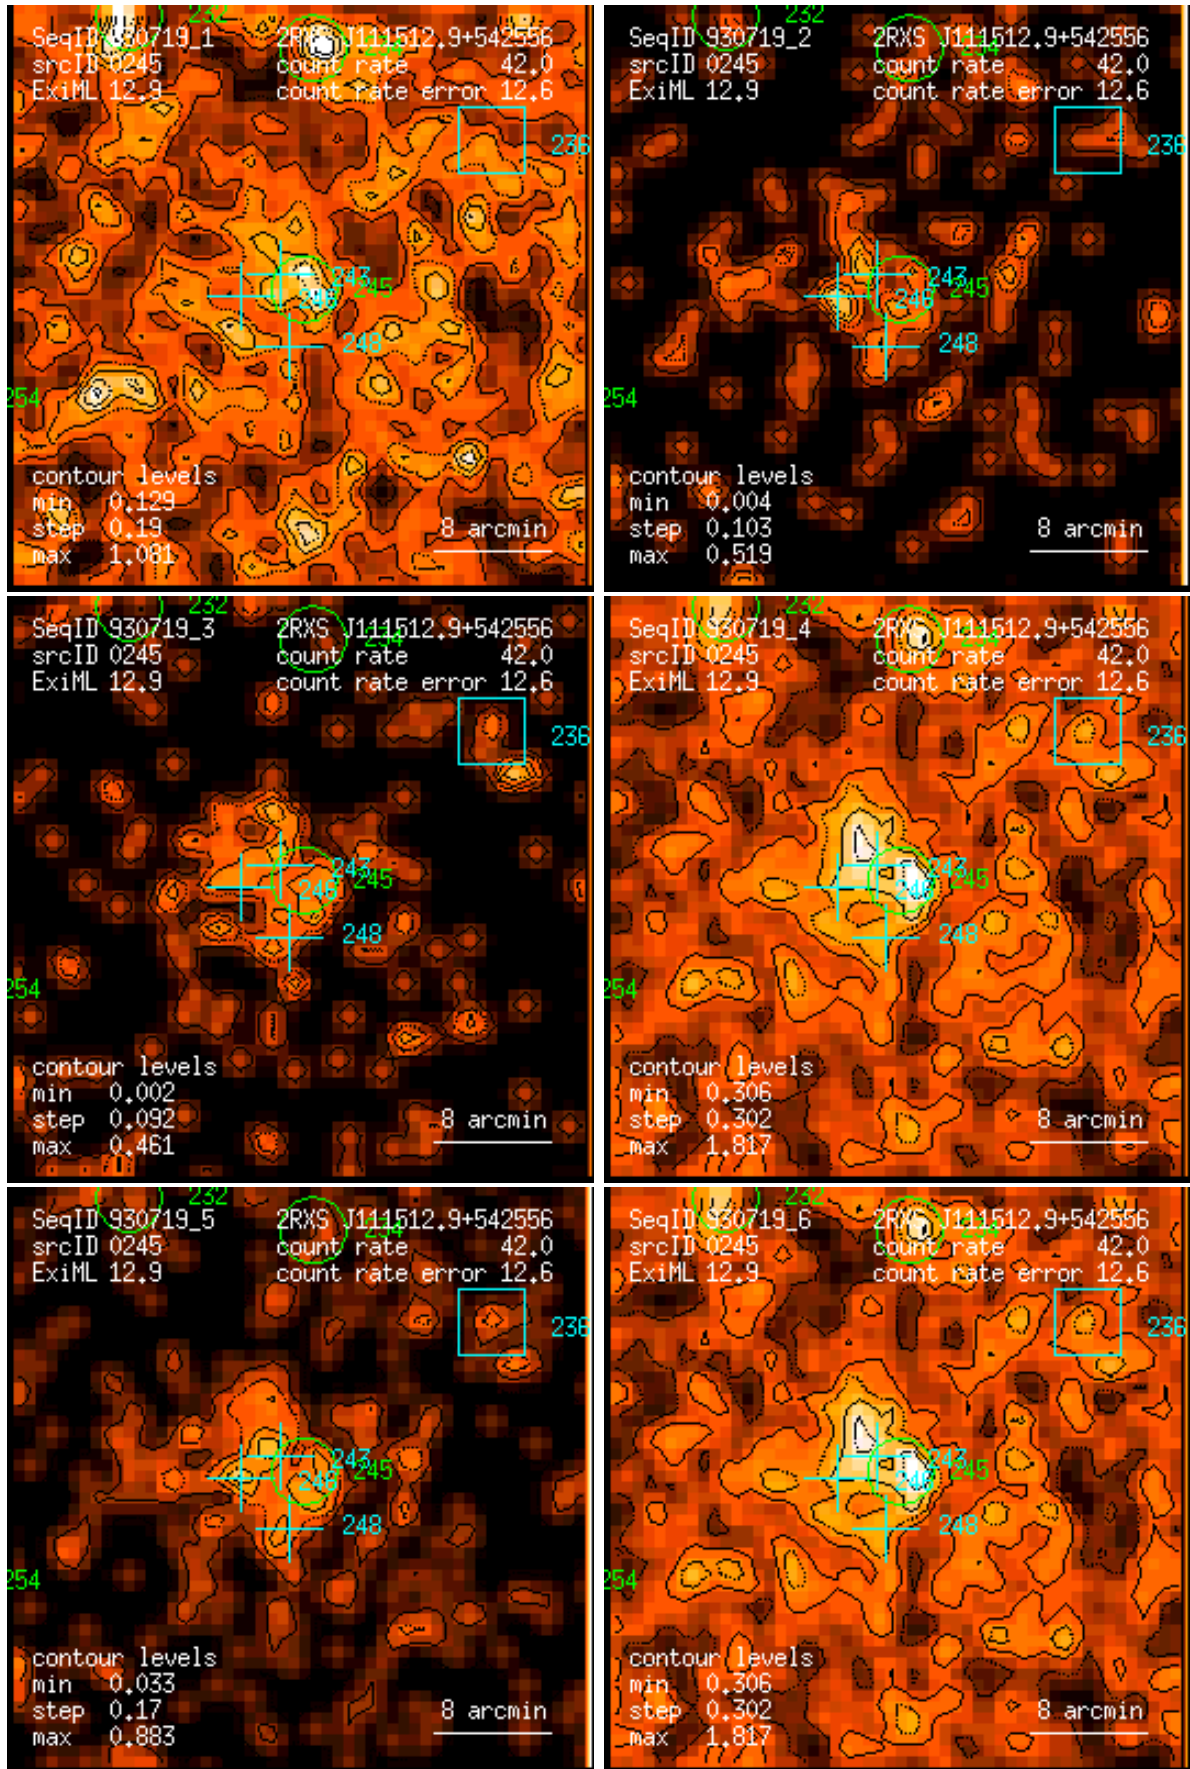 232
SeqID 930719_1 2RXS J111512.9+542556
234
srcID 0245 count rate 42.0
ExiML 12.9 count rate error 12.6
236
243
246 245
248
254
contour levels
min 0.129
step 0.19 8 arcmin
max 1.081
232
SeqID 930719_2 2RXS J111512.9+542556
234
srcID 0245 count rate 42.0
ExiML 12.9 count rate error 12.6
236
243
246 245
248
254
contour levels
min 0.004
step 0.103 8 arcmin
max 0.519
232
SeqID 930719_3 2RXS J111512.9+542556
234
srcID 0245 count rate 42.0
ExiML 12.9 count rate error 12.6
236
243
246 245
248
254
contour levels
min 0.002
step 0.092 8 arcmin
max 0.461
232
SeqID 930719_4 2RXS J111512.9+542556
234
srcID 0245 count rate 42.0
ExiML 12.9 count rate error 12.6
236
243
246 245
248
254
contour levels
min 0.306
step 0.302 8 arcmin
max 1.817
232
SeqID 930719_5 2RXS J111512.9+542556
234
srcID 0245 count rate 42.0
ExiML 12.9 count rate error 12.6
236
243
246 245
248
254
contour levels
min 0.033
step 0.17 8 arcmin
max 0.883
232
SeqID 930719_6 2RXS J111512.9+542556
234
srcID 0245 count rate 42.0
ExiML 12.9 count rate error 12.6
236
243
246 245
248
254
contour levels
min 0.306
step 0.302 8 arcmin
max 1.817